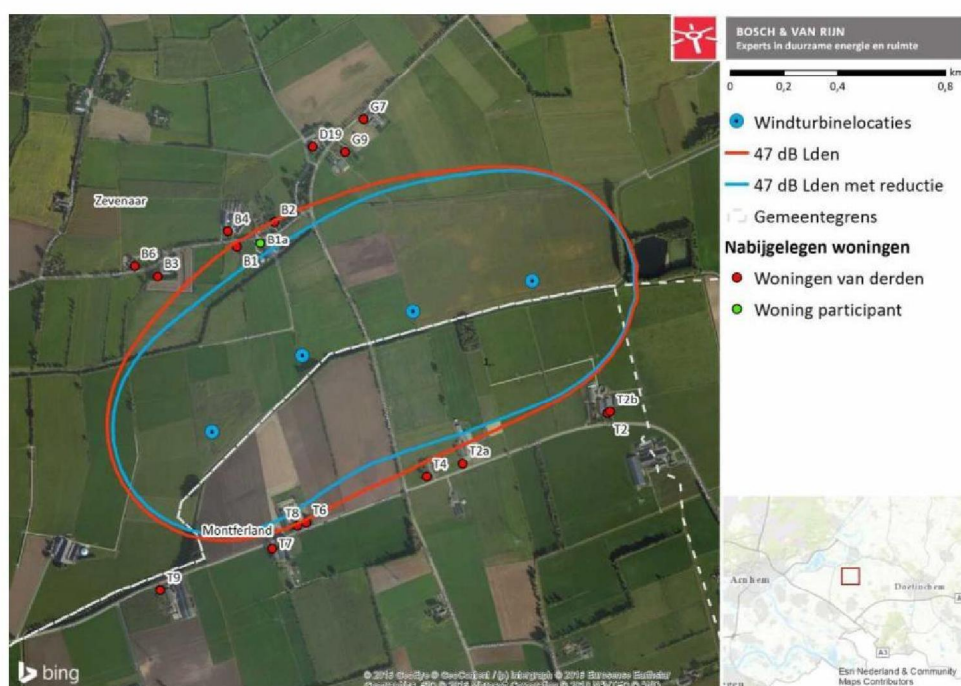 BOSCH & VAN RIJN
Experts in duurzame energie en ruimte
km
0 0,2 0,4 0,8
Windturbinelocaties
47 dB Lden
47 dB Lden met reductie
Gemeentegrens
Nabijgelegen woningen
Woningen van derden
Woning participant
G7
D19
G9
Zevenaar
B2
B4
B1a
B1
B6
B3
T2b
T2
T2a
T4
T6
T8
Montferland
T7
T9
bing
Arnhem
Doetinchem
Esri Nederland & Community
Maps Contributors